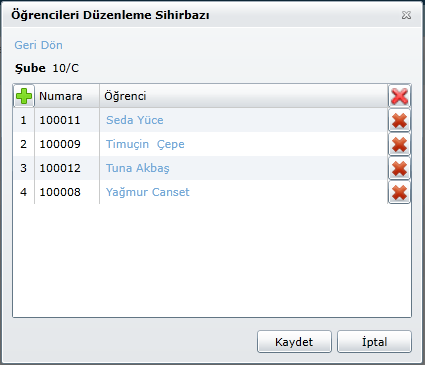 Öğrencileri Düzenleme Sihirbazı
Geri Dön
Şube 10/C
Numara Öğrenci
1 100011 Seda Yüce
2 100009 Timuçin Çepe
3 100012 Tuna Akbaş
4 100008 Yağmur Canset
Kaydet İptal